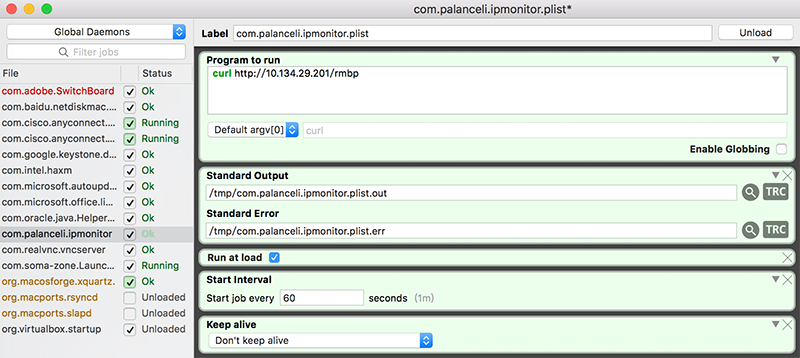 com.palanceli.ipmonitor.plist*
Global Daemons
Filter jobs
File Status
com.adobe.SwitchBoard Ok
com.baidu.netdiskmac.... Ok
com.cisco.anyconnect.... Running
com.cisco.anyconnect.... Running
com.google.keystone.d... Ok
com.intel.haxm Ok
com.microsoft.autoupd... Ok
com.microsoft.office.li... Ok
com.oracle.java.Helper... Ok
com.palanceli.ipmonitor Ok
com.realvnc.vncserver Ok
com.soma-zone.Launc... Running
org.macosforge.xquartz. Ok
org.macports.rsyncd Unloaded
org.macports.slapd Unloaded
org.virtualbox.startup Unloaded
Label com.palanceli.ipmonitor.plist Unload
Program to run
curl http://10.134.29.201/rmbp
Default argv[0] curl
Enable Globbing
Standard Output
/tmp/com.palanceli.ipmonitor.plist.out TRC
Standard Error
/tmp/com.palanceli.ipmonitor.plist.err TRC
Run at load
Start Interval
Start job every 60 seconds (1m)
Keep alive
Don't keep alive